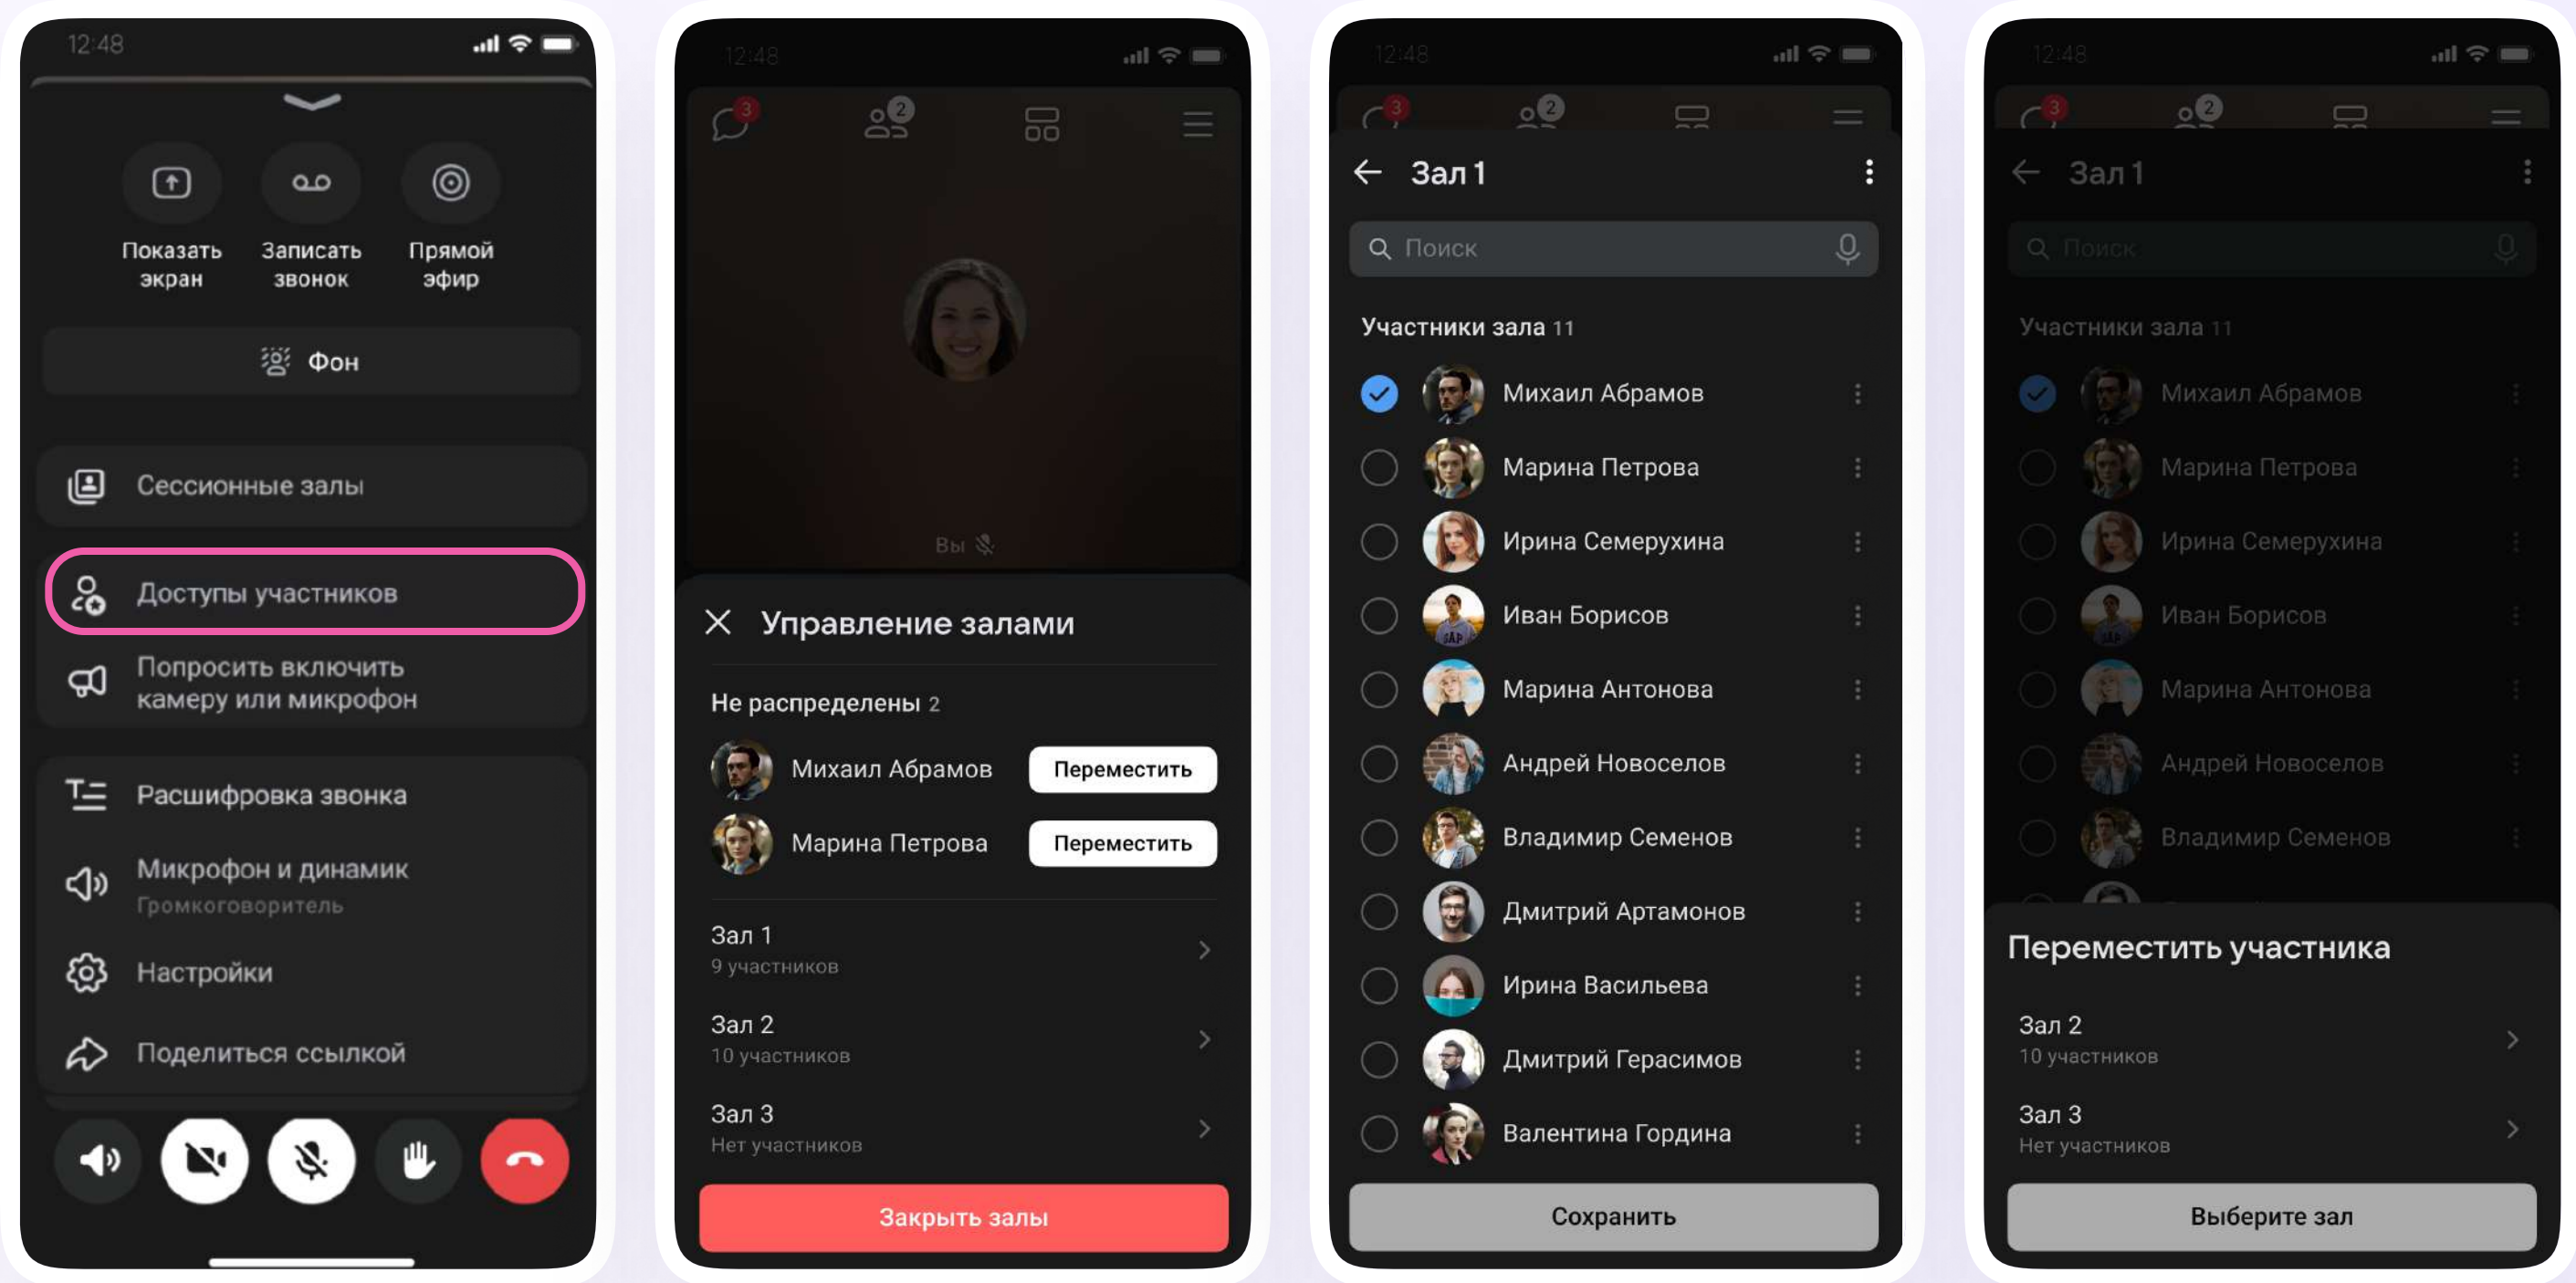 12:48
Показать
экран
Записать
звонок
Прямой
эфир
Фон
Сессионные залы
Доступы участников
Попросить включить
камеру или микрофон
Расшифровка звонка
Микрофон и динамик
Громкоговоритель
Настройки
Поделиться ссылкой
12:48
3
2
Вы
Управление залами
Не распределены 2
Михаил Абрамов
Переместить
Марина Петрова
Переместить
Зал 1
9 участников
Зал 2
10 участников
Зал 3
Нет участников
Закрыть залы
12:48
3
2
Зал 1
Поиск
Участники зала 11
Михаил Абрамов
Марина Петрова
Ирина Семерухина
Иван Борисов
Марина Антонова
Андрей Новоселов
Владимир Семенов
Дмитрий Артамонов
Ирина Васильева
Дмитрий Герасимов
Валентина Гордина
Сохранить
12:48
3
2
Зал 1
Поиск
Участники зала 11
Михаил Абрамов
Марина Петрова
Ирина Семерухина
Иван Борисов
Марина Антонова
Андрей Новоселов
Владимир Семенов
Переместить участника
Зал 2
10 участников
Зал 3
Нет участников
Выберите зал